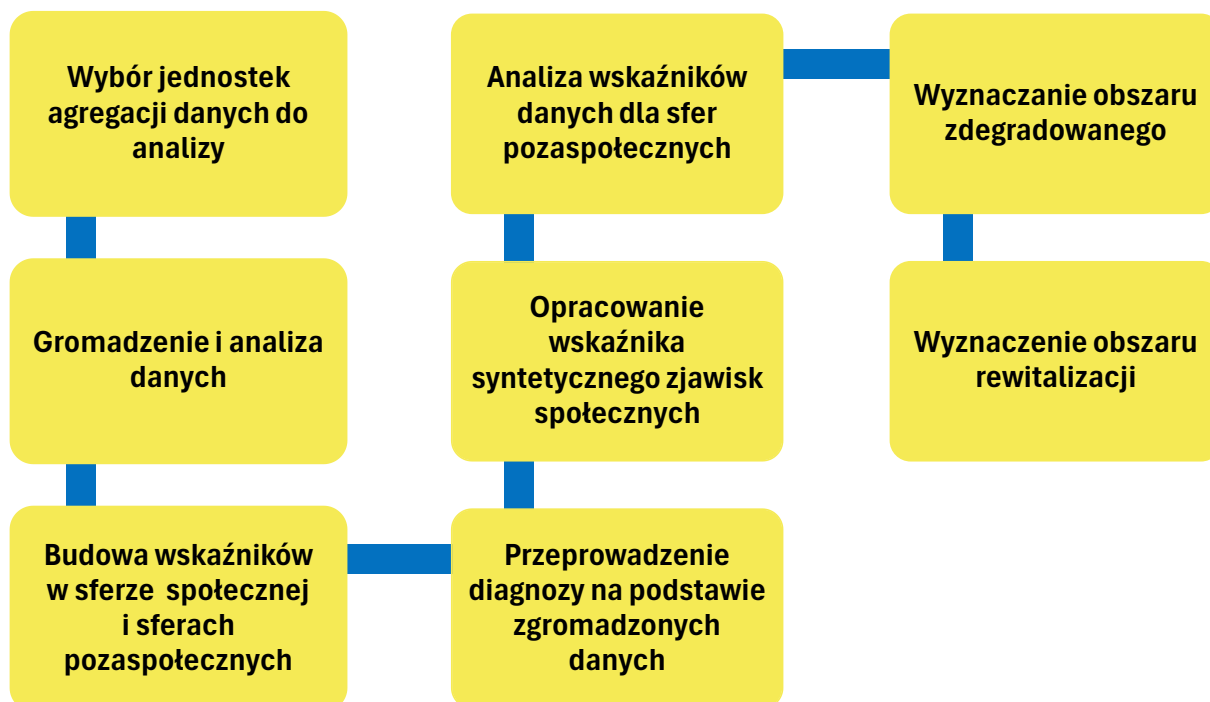 Wybór jednostek
agregacji danych do
analizy
Gromadzenie i analiza
danych
Budowa wskaźników
w sferze społecznej
i sferach
pozaspołecznych
Przeprowadzenie
diagnozy na podstawie
zgromadzonych
danych
Opracowanie
wskaźnika
syntetycznego zjawisk
społecznych
Analiza wskaźników
danych dla sfer
pozaspołecznych
Wyznaczanie obszaru
zdegradowanego
Wyznaczenie obszaru
rewitalizacji